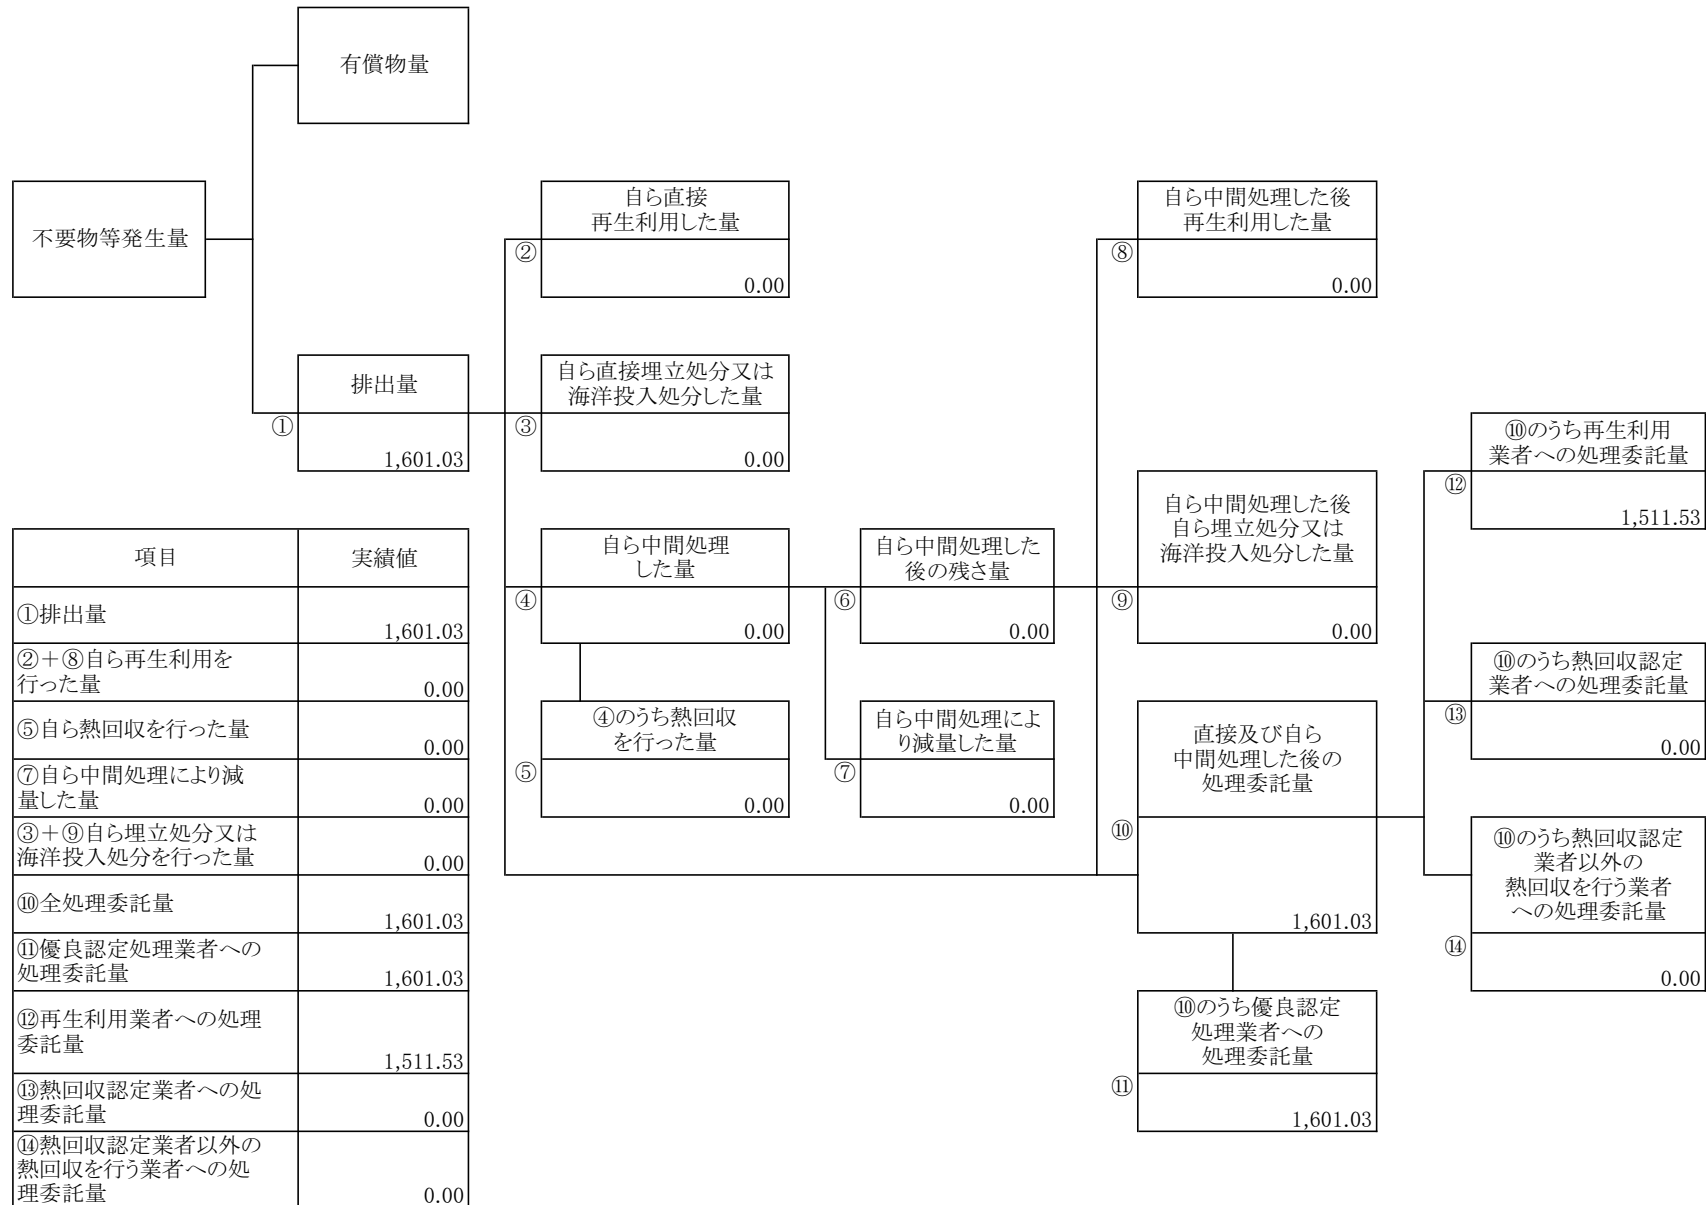 有償物量
不要物等発生量
排出量
①
1,601.03
自ら直接
再生利用した量
②
0.00
自ら直接埋立処分又は
海洋投入処分した量
③
0.00
自ら中間処理
した量
④
0.00
④のうち熱回収
を行った量
⑤
0.00
自ら中間処理した
後の残さ量
⑥
0.00
自ら中間処理によ
り減量した量
⑦
0.00
自ら中間処理した後
再生利用した量
⑧
0.00
自ら中間処理した後
自ら埋立処分又は
海洋投入処分した量
⑨
0.00
直接及び自ら
中間処理した後の
処理委託量
⑩
1,601.03
⑩のうち優良認定
処理業者への
処理委託量
⑪
1,601.03
⑩のうち再生利用
業者への処理委託量
⑫
1,511.53
⑩のうち熱回収認定
業者への処理委託量
⑬
0.00
⑩のうち熱回収認定
業者以外の
熱回収を行う業者
への処理委託量
⑭
0.00
項目 実績値
①排出量
1,601.03
②＋⑧自ら再生利用を
行った量
0.00
⑤自ら熱回収を行った量
0.00
⑦自ら中間処理により減
量した量
0.00
③＋⑨自ら埋立処分又は
海洋投入処分を行った量
0.00
⑩全処理委託量
1,601.03
⑪優良認定処理業者への
処理委託量
1,601.03
⑫再生利用業者への処理
委託量
1,511.53
⑬熱回収認定業者への処
理委託量
0.00
⑭熱回収認定業者以外の
熱回収を行う業者への処
理委託量
0.00